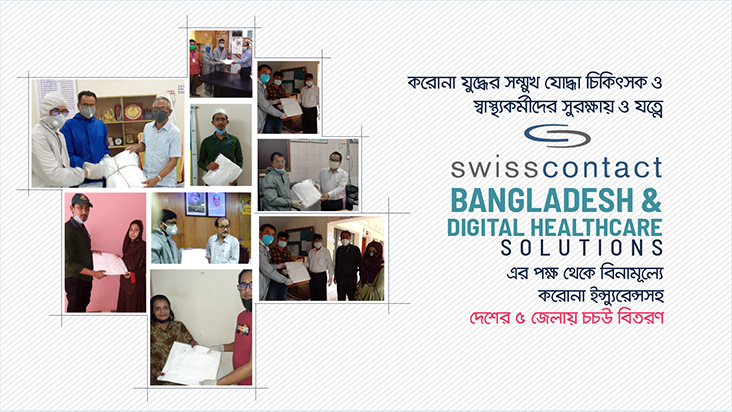 করোনা যুদ্ধের সম্মুখ যোদ্ধা চিকিৎসক ও
স্বাস্থ্যকর্মীদের সুরক্ষায় ও যত্নে
swisscontact
BANGLADESH &
DIGITAL HEALTHCARE
SOLUTIONS
এর পক্ষ থেকে বিনামূল্যে
করোনা ইন্স্যুরেন্সসহ
দেশের ৫ জেলায় চচউ বিতরণ